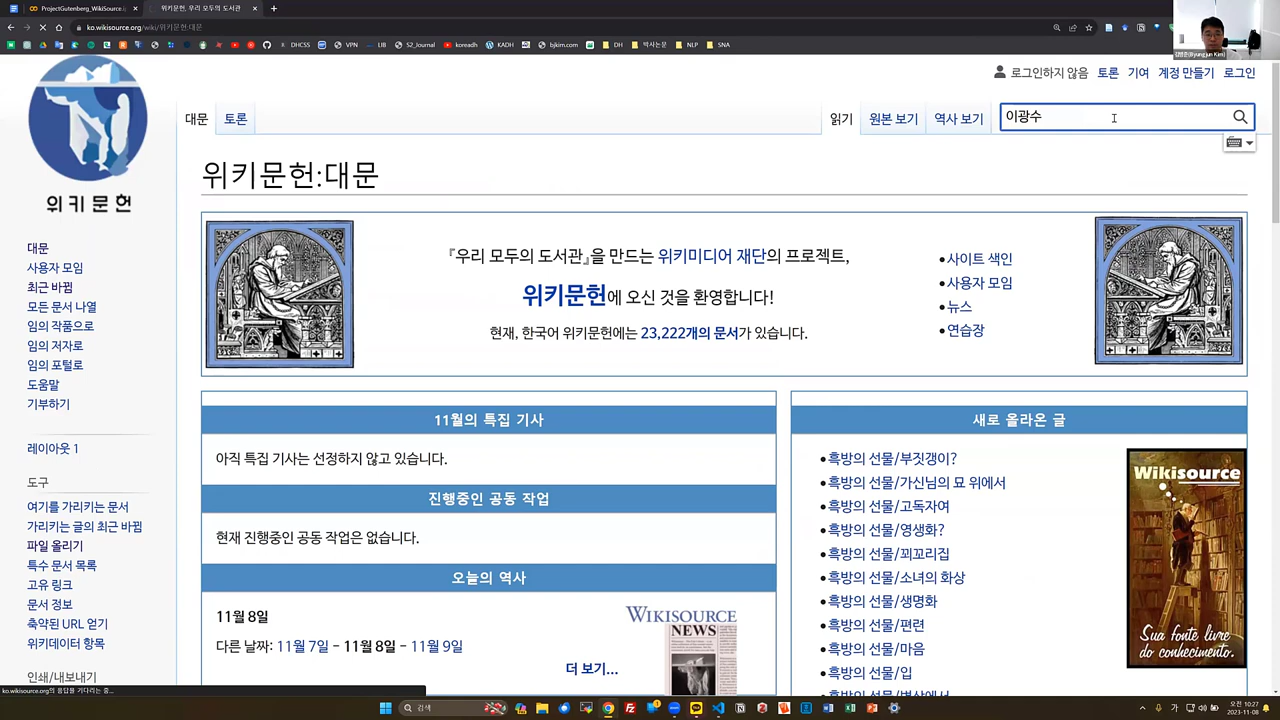 ProjectGutenberg_WikiSource.i
위키문헌, 우리 모두의 도서관
ko.wikisource.org/wiki/위키문헌:대문
DHCSS
VPN
LIB
S2_Journal
koreadh
KADH
bjkim.com
DH
박사논문
NLP
SNA
김병준(Byungjun Kim)
로그인하지 않음 토론 기여 계정 만들기 로그인
대문 토론
읽기 원본 보기 역사 보기
이광수
위키문헌
위키문헌:대문
『우리 모두의 도서관』을 만드는 위키미디어 재단의 프로젝트,
위키문헌에 오신 것을 환영합니다!
현재, 한국어 위키문헌에는 23,222개의 문서가 있습니다.
•사이트 색인
•사용자 모임
•뉴스
•연습장
대문
사용자 모임
최근 바뀜
모든 문서 나열
임의 작품으로
임의 저자로
임의 포털로
도움말
기부하기
레이아웃 1
도구
여기를 가리키는 문서
가리키는 글의 최근 바뀜
파일 올리기
특수 문서 목록
고유 링크
문서 정보
축약된 URL 얻기
위키데이터 항목
인쇄/내보내기
11월의 특집 기사
아직 특집 기사는 선정하지 않고 있습니다.
진행중인 공동 작업
현재 진행중인 공동 작업은 없습니다.
오늘의 역사
11월 8일
다른 날짜: 11월 7일 – 11월 8일 – 11월 9일
더 보기...
WIKISOURCE
NEWS
새로 올라온 글
•흑방의 선물/부짓갱이?
•흑방의 선물/가신님의 묘 위에서
•흑방의 선물/고독자여
•흑방의 선물/영생화?
•흑방의 선물/꾀꼬리집
•흑방의 선물/소녀의 화상
•흑방의 선물/생명화
•흑방의 선물/편련
•흑방의 선물/마음
•흑방의 선물/입
Wikisource
Sua fonte livre
do conhecimento.
ko.wikisource.org의 응답을 기다리는 중...
검색
가
오전 10:27
2023-11-08